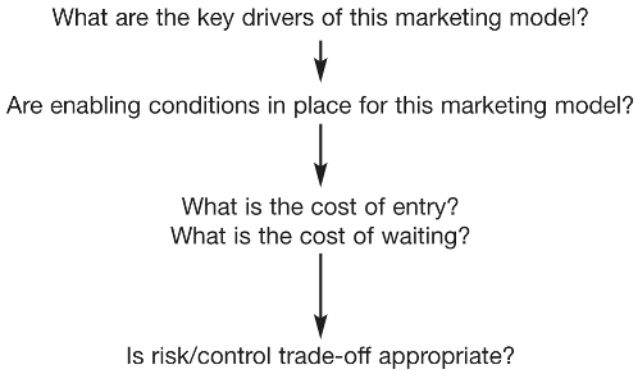 What are the key drivers of this marketing model?
Are enabling conditions in place for this marketing model?
What is the cost of entry?
What is the cost of waiting?
Is risk/control trade-off appropriate?